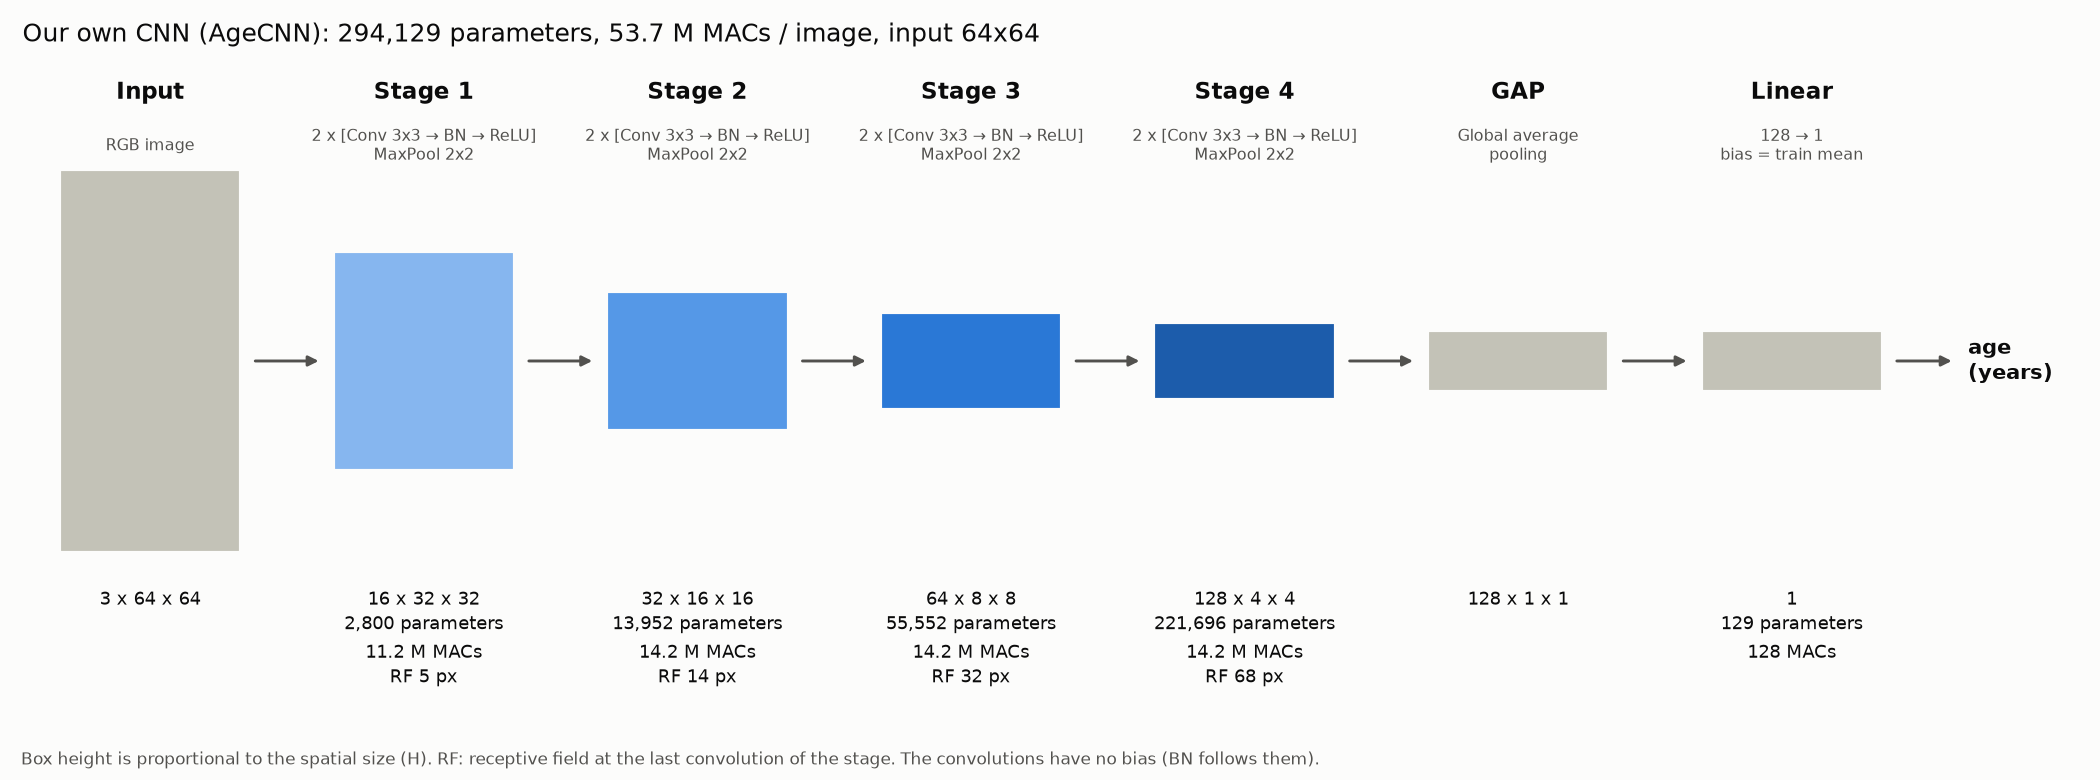 Our own CNN (AgeCNN): 294,129 parameters, 53.7 M MACs / image, input 64x64
Input
RGB image
3 x 64 x 64
Stage 1
2 x [Conv 3x3 → BN → ReLU]
MaxPool 2x2
16 x 32 x 32
2,800 parameters
11.2 M MACs
RF 5 px
Stage 2
2 x [Conv 3x3 → BN → ReLU]
MaxPool 2x2
32 x 16 x 16
13,952 parameters
14.2 M MACs
RF 14 px
Stage 3
2 x [Conv 3x3 → BN → ReLU]
MaxPool 2x2
64 x 8 x 8
55,552 parameters
14.2 M MACs
RF 32 px
Stage 4
2 x [Conv 3x3 → BN → ReLU]
MaxPool 2x2
128 x 4 x 4
221,696 parameters
14.2 M MACs
RF 68 px
GAP
Global average
pooling
128 x 1 x 1
Linear
128 → 1
bias = train mean
1
129 parameters
128 MACs
age
(years)
Box height is proportional to the spatial size (H). RF: receptive field at the last convolution of the stage. The convolutions have no bias (BN follows them).